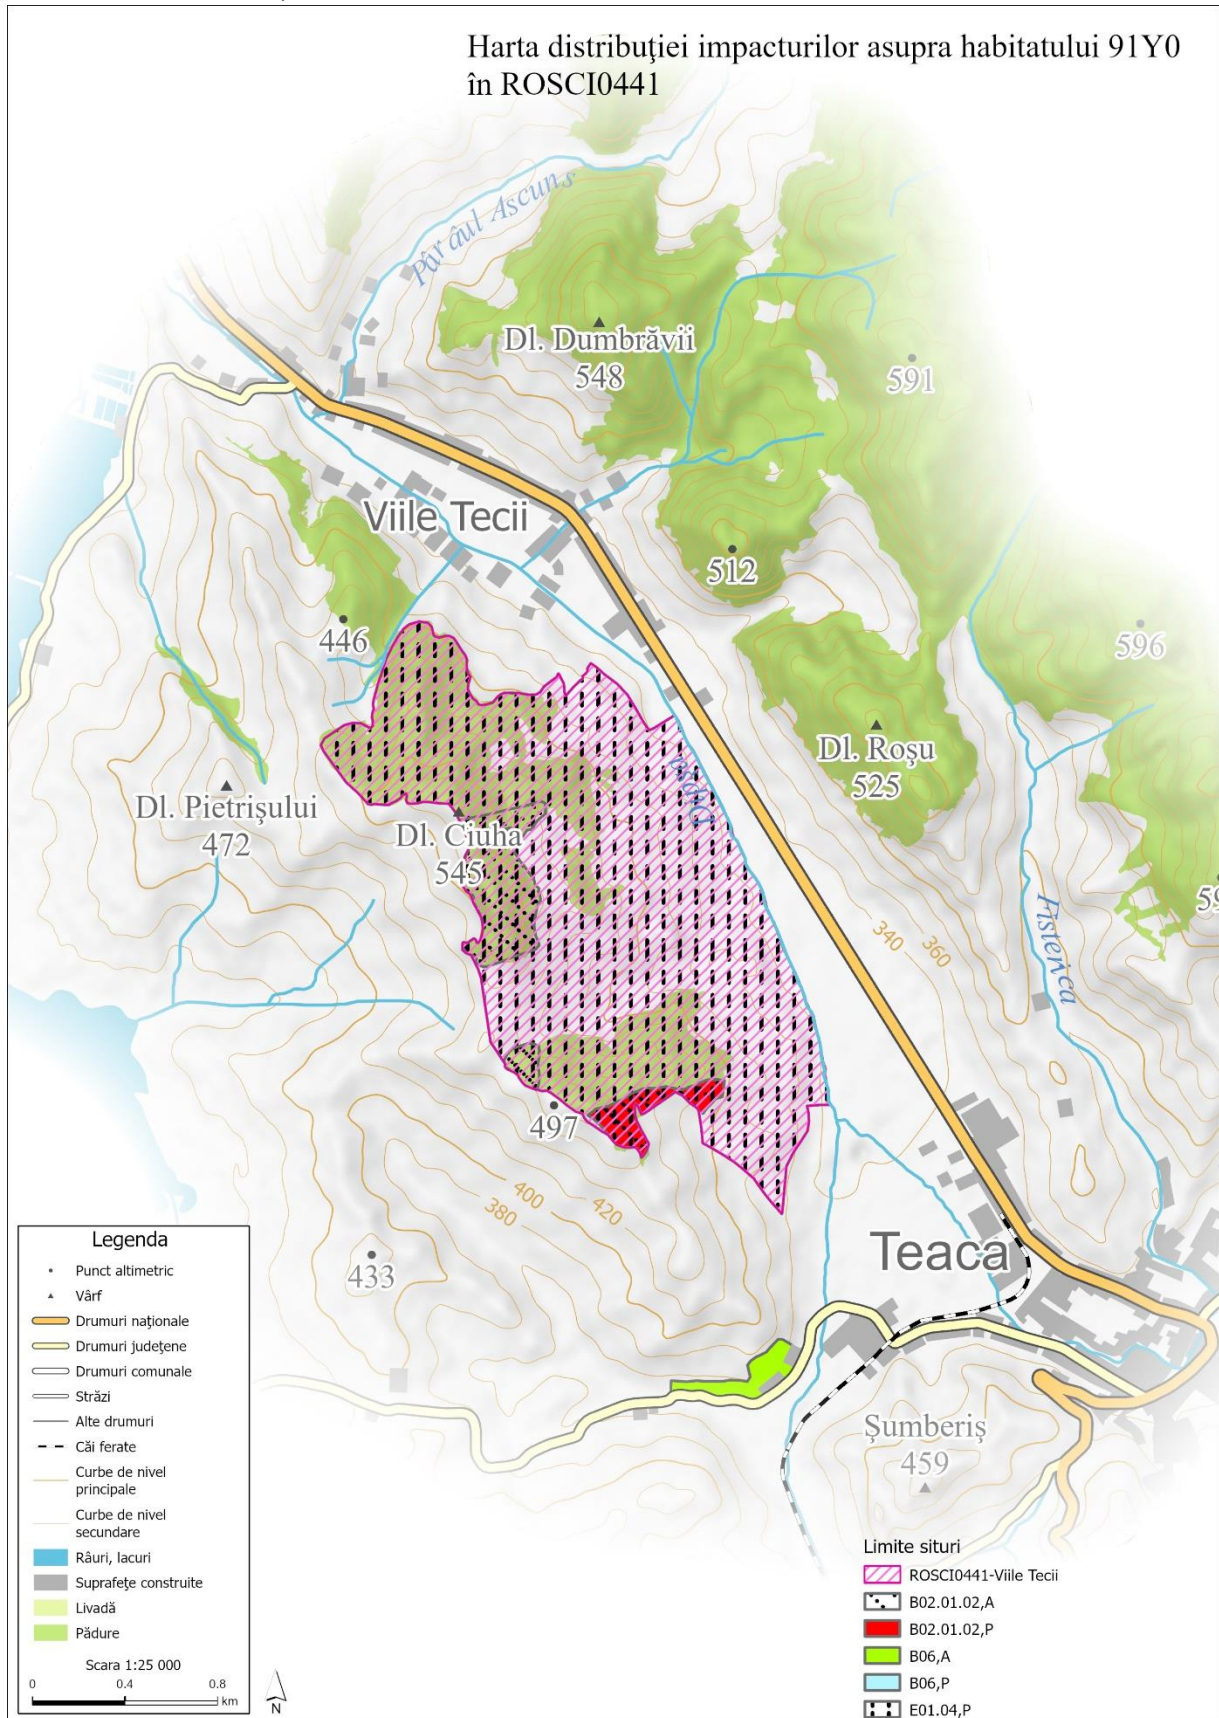 Harta distribuţiei impacturilor asupra habitatului 91Y0
în ROSCI0441
Pârâul Ascuns
Dl. Dumbrăvii
548
591
Viile Tecii
512
446
596
Dl. Roşu
525
Dipşa
Dl. Pietrişului
472
Dl. Ciuha
545
Fisterica
340
360
497
400
420
380
433
Teaca
Şumberiş
459
Legenda
Punct altimetric
Vârf
Drumuri naţionale
Drumuri judeţene
Drumuri comunale
Străzi
Alte drumuri
Căi ferate
Curbe de nivel
principale
Curbe de nivel
secundare
Râuri, lacuri
Suprafeţe construite
Livadă
Pădure
Scara 1:25 000
0 0.4 0.8
km
N
Limite situri
ROSCI0441-Viile Tecii
B02.01.02,A
B02.01.02,P
B06,A
B06,P
E01.04,P